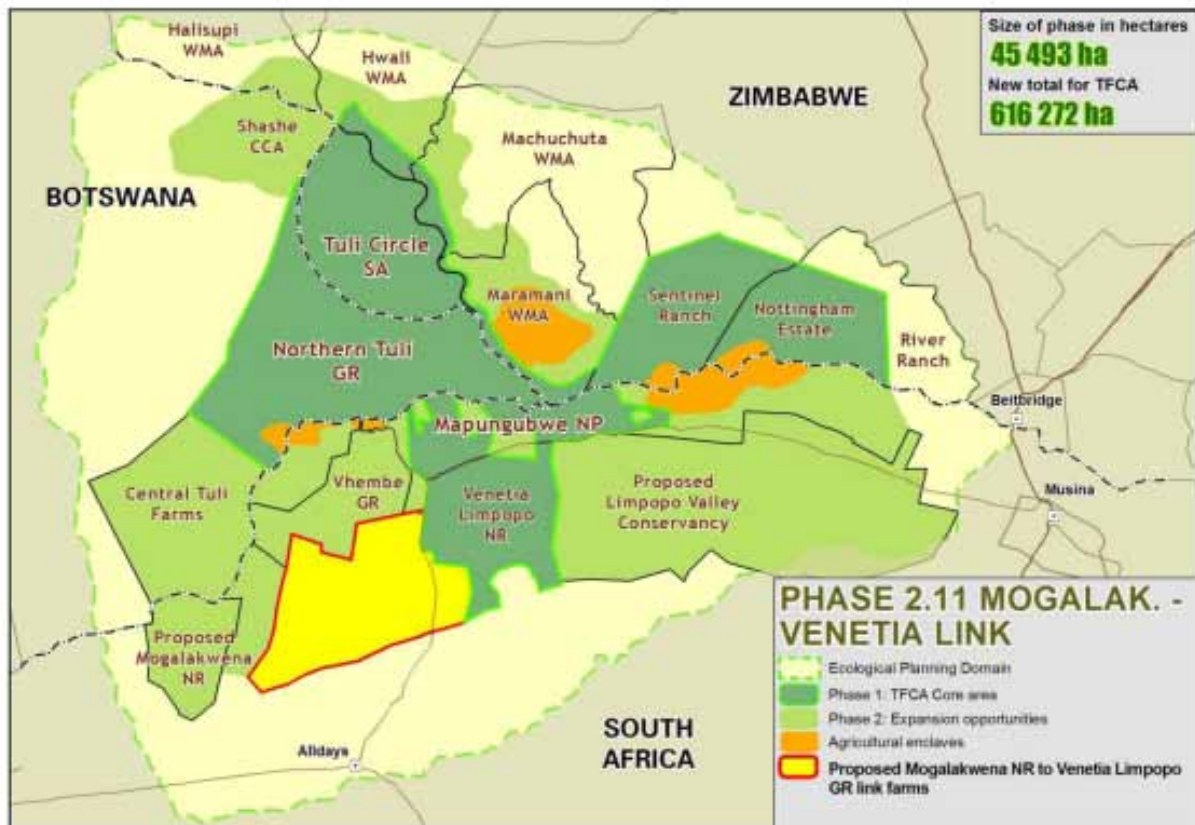 Halisupi
WMA
Hwali
WMA
Size of phase in hectares
45 493 ha
New total for TFCA
616 272 ha
ZIMBABWE
Shashe
CCA
Machuchuta
WMA
BOTSWANA
Tuli Circle
SA
Maramani
WMA
Sentinel
Ranch
Nottingham
Estate
Northern Tuli
GR
River
Ranch
Beitbridge
Mapungubwe NP
Central Tuli
Farms
Vhembe
GR
Venetia
Limpopo
NR
Proposed
Limpopo Valley
Conservancy
Musina
Proposed
Mogalakwena
NR
Alldays
SOUTH
AFRICA
PHASE 2.11 MOGALAK. -
VENETIA LINK
Ecological Planning Domain
Phase 1: TFCA Core area
Phase 2: Expansion opportunities
Agricultural enclaves
Proposed Mogalakwena NR to Venetia Limpopo
GR link farms